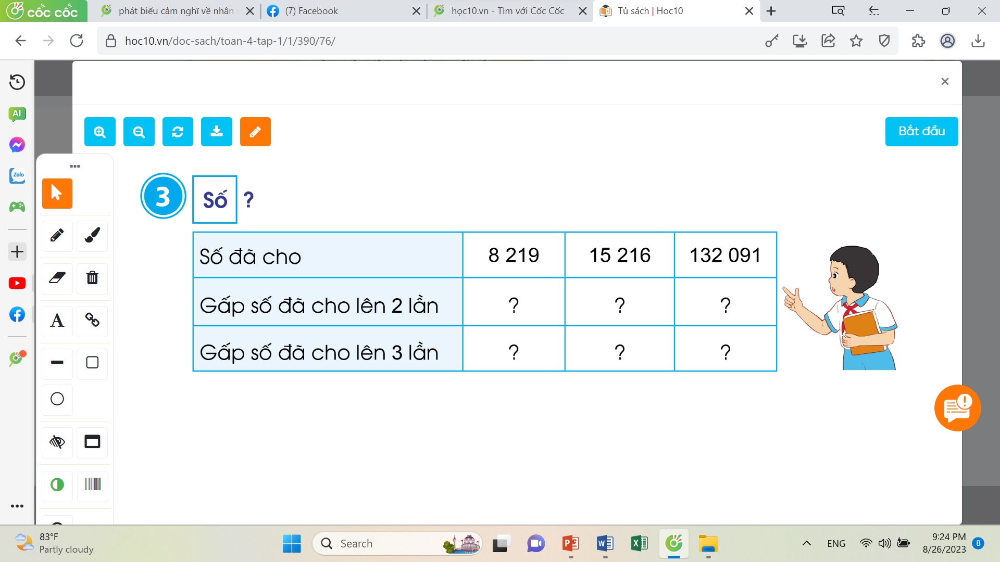 cốc cốc
phát biểu cảm nghĩ về nhân
(7) Facebook
học10.vn - Tìm với Cốc Cốc
Tủ sách | Hoc10
hoc10.vn/doc-sach/toan-4-tap-1/1/390/76/
AI
Zalo
Bắt đầu
3 Số ?
Số đã cho 8 219 15 216 132 091
Gấp số đã cho lên 2 lần ? ? ?
Gấp số đã cho lên 3 lần ? ? ?
A
83°F
Partly cloudy
Search
ENG
9:24 PM
8/26/2023
8